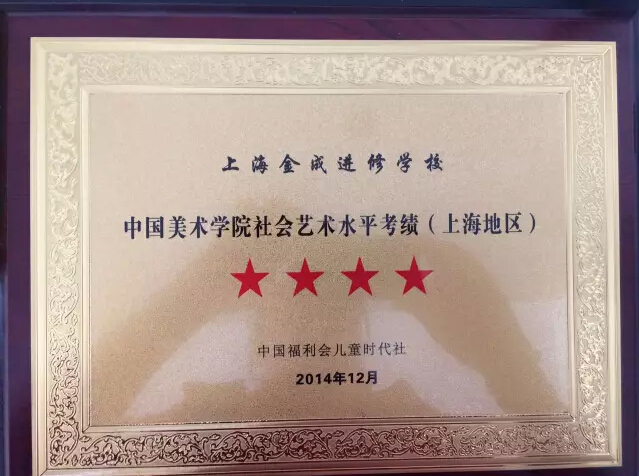 上海金成进修学校
中国美术学院社会艺术水平考绩（上海地区）
★★★★
中国福利会儿童时代社
2014年12月